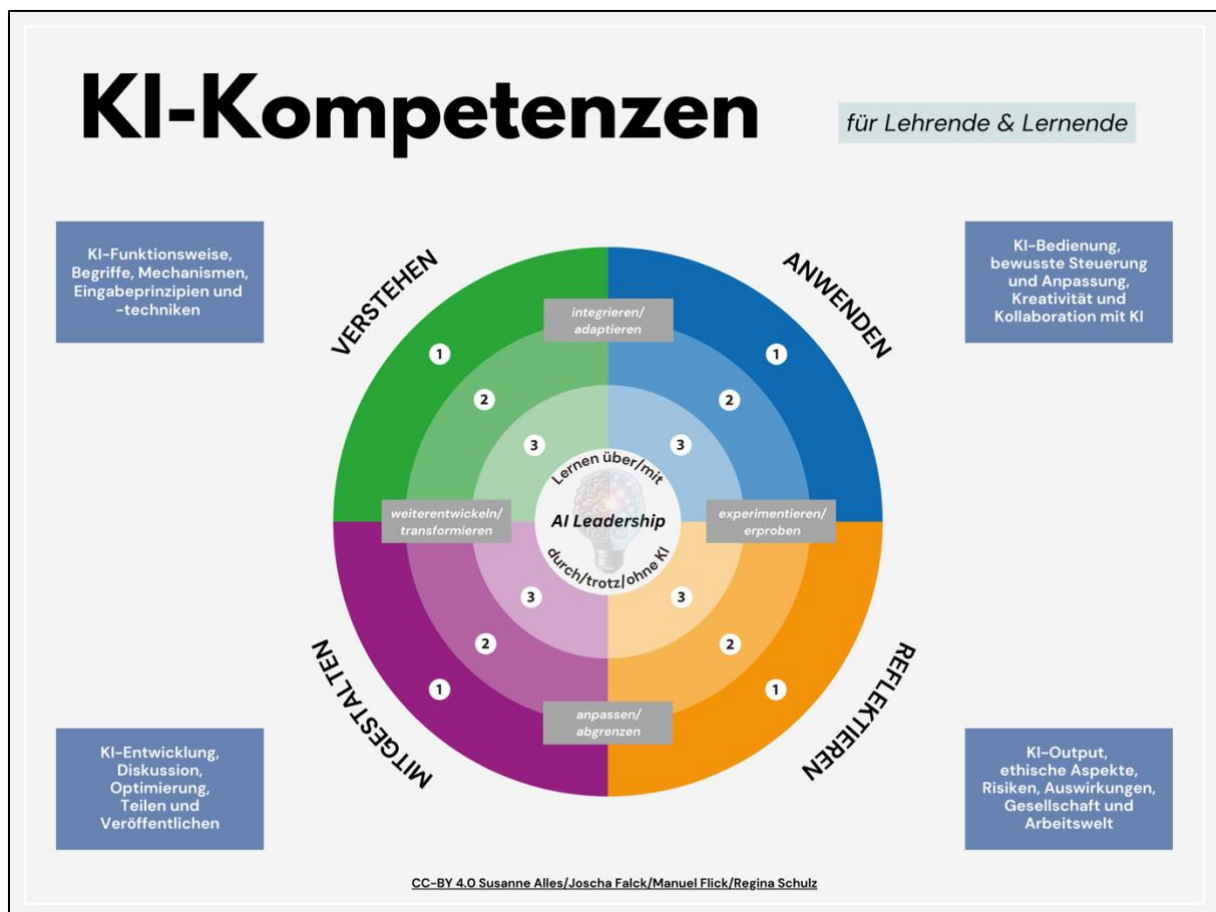 KI-Kompetenzen
für Lehrende & Lernende
KI-Funktionsweise,
Begriffe, Mechanismen,
Eingabeprinzipien und
-techniken
KI-Bedienung,
bewusste Steuerung
und Anpassung,
Kreativität und
Kollaboration mit KI
VERSTEHEN
ANWENDEN
integrieren/
adaptieren
1
1
2
2
3
3
Lernen über/mit
weiterentwickeln/
transformieren
AI Leadership
experimentieren/
erproben
durch/trotz/ohne KI
3
3
2
2
1
1
MITGESTALTEN
REFLEKTIEREN
anpassen/
abgrenzen
KI-Entwicklung,
Diskussion,
Optimierung,
Teilen und
Veröffentlichen
KI-Output,
ethische Aspekte,
Risiken, Auswirkungen,
Gesellschaft und
Arbeitswelt
CC-BY 4.0 Susanne Alles/Joscha Falck/Manuel Flick/Regina Schulz